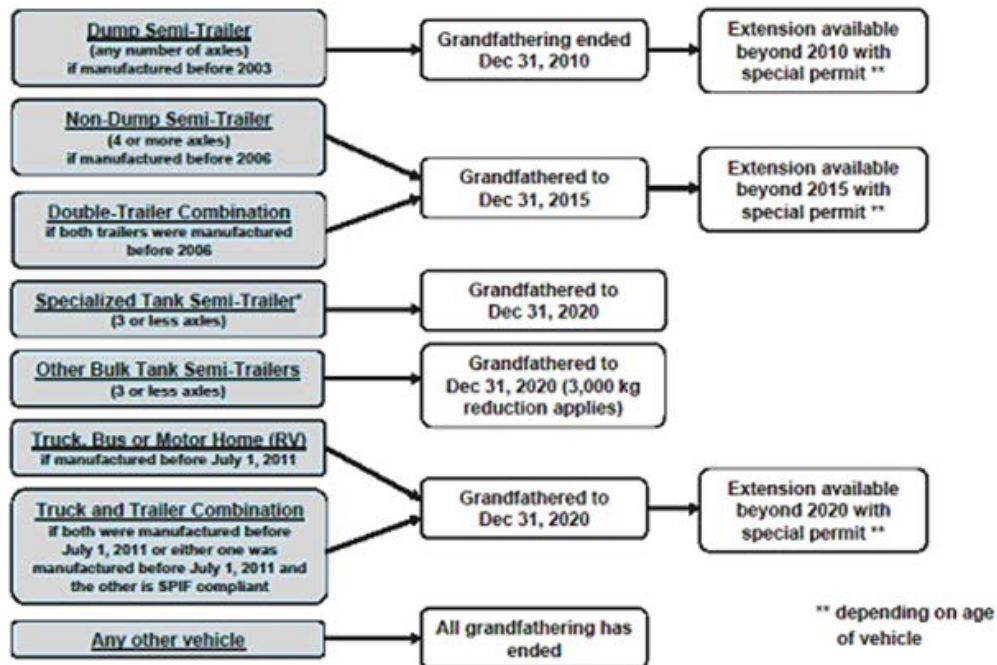 Dump Semi-Trailer
(any number of axles)
if manufactured before 2003
Grandfathering ended
Dec 31, 2010
Extension available
beyond 2010 with
special permit **
Non-Dump Semi-Trailer
(4 or more axles)
if manufactured before 2006
Double-Trailer Combination
if both trailers were manufactured
before 2006
Grandfathered to
Dec 31, 2015
Extension available
beyond 2015 with
special permit **
Specialized Tank Semi-Trailer*
(3 or less axles)
Grandfathered to
Dec 31, 2020
Other Bulk Tank Semi-Trailers
(3 or less axles)
Grandfathered to
Dec 31, 2020 (3,000 kg
reduction applies)
Truck, Bus or Motor Home (RV)
if manufactured before July 1, 2011
Truck and Trailer Combination
if both were manufactured before
July 1, 2011 or either one was
manufactured before July 1, 2011 and
the other is SPIF compliant
Grandfathered to
Dec 31, 2020
Extension available
beyond 2020 with
special permit **
Any other vehicle
All grandfathering has
ended
** depending on age
of vehicle